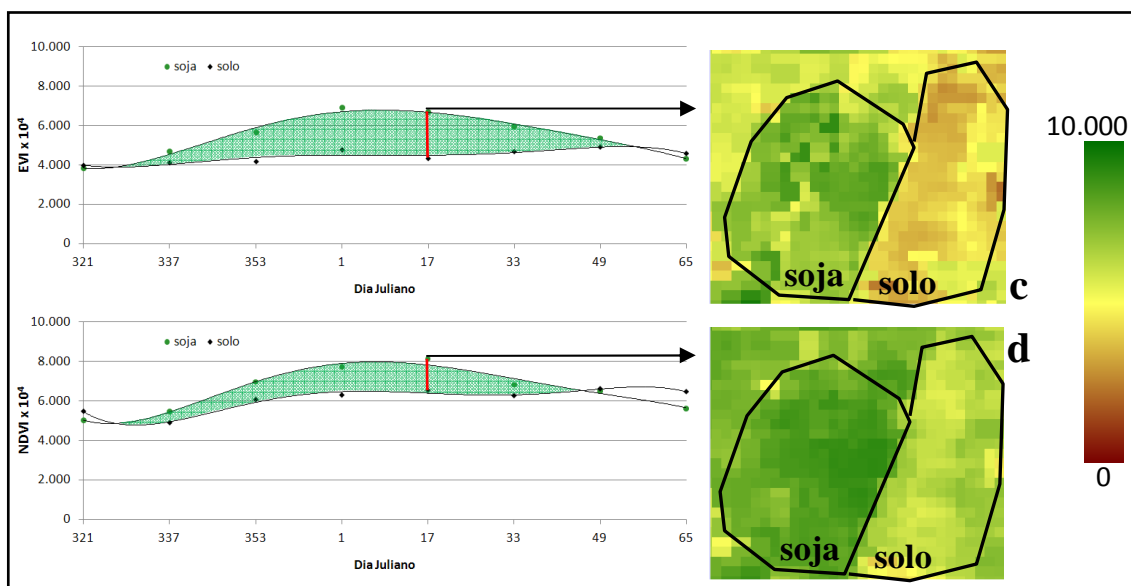 10.000
8.000
6.000
4.000
2.000
0
EVI x 10⁴
soja
solo
321
337
353
1
17
33
49
65
Dia Juliano
soja
solo
c
10.000
0
10.000
8.000
6.000
4.000
2.000
0
NDVI x 10⁴
soja
solo
321
337
353
1
17
33
49
65
Dia Juliano
d
soja
solo